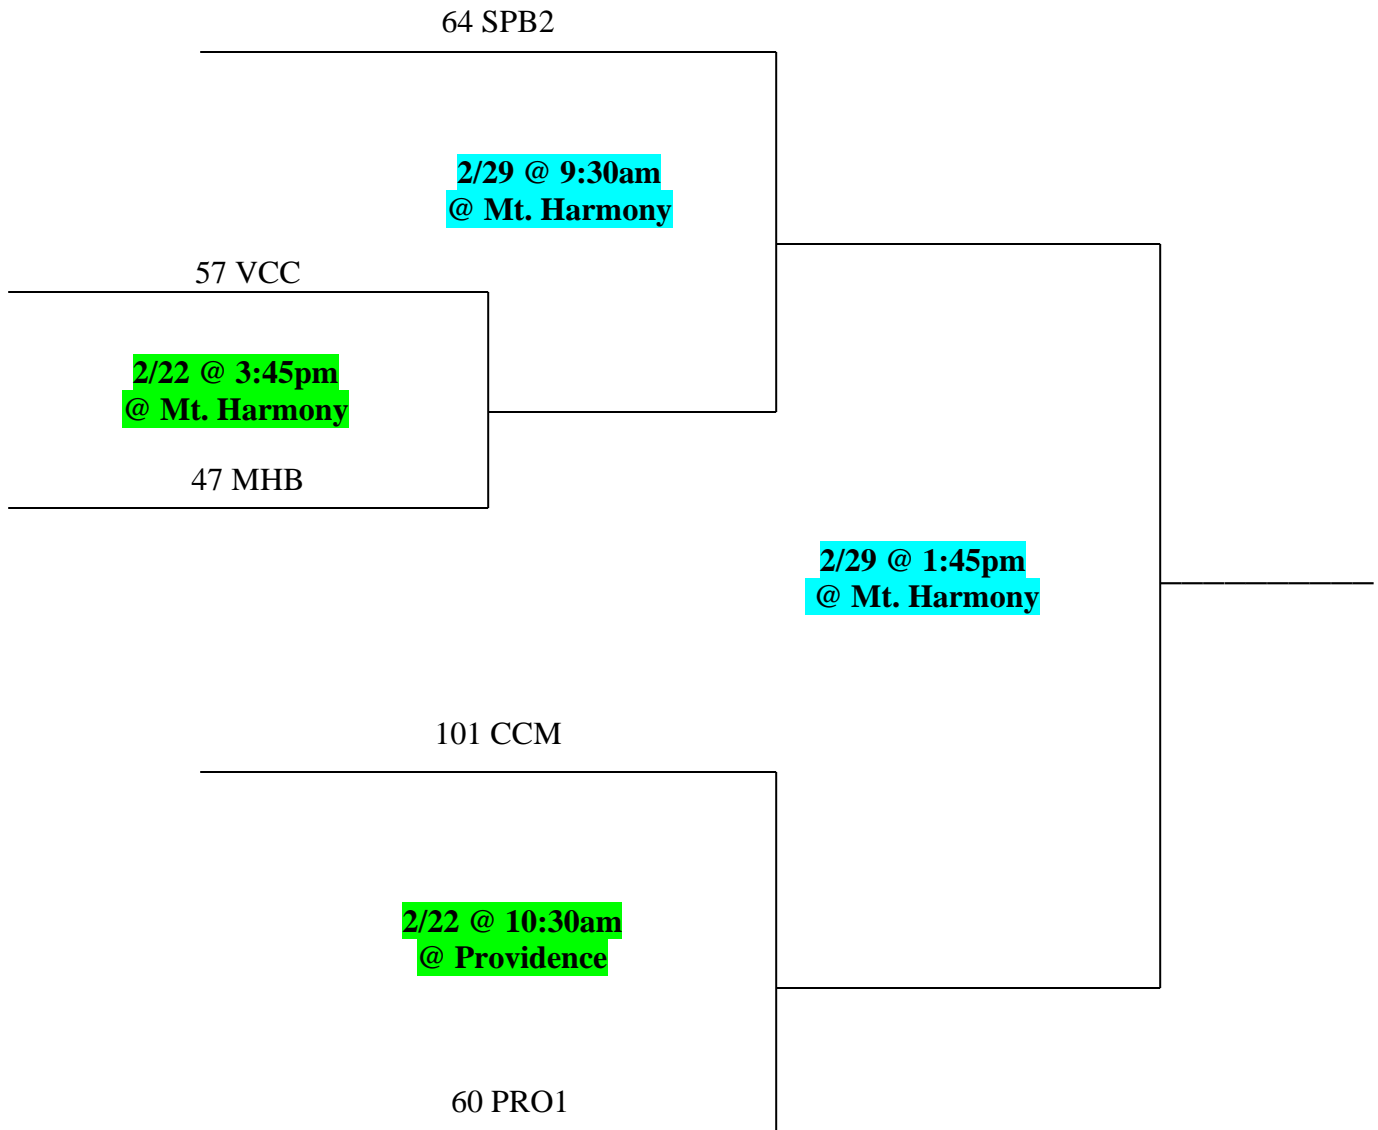 64 SPB2
2/29 @ 9:30am
@ Mt. Harmony
57 VCC
2/22 @ 3:45pm
@ Mt. Harmony
47 MHB
2/29 @ 1:45pm
@ Mt. Harmony
101 CCM
2/22 @ 10:30am
@ Providence
60 PRO1